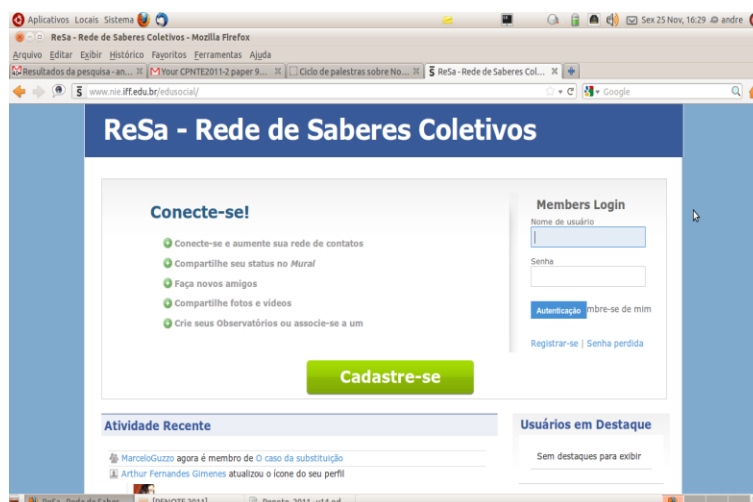 Aplicativos Locais Sistema
Sex 25 Nov, 16:29 andre
ReSa - Rede de Saberes Coletivos - Mozilla Firefox
Arquivo Editar Exibir Histórico Favoritos Ferramentas Ajuda
Resultados da pesquisa - an... Your CPNTE2011-2 paper 9... Ciclo de palestras sobre No... ReSa - Rede de Saberes Col...
www.nie.iff.edu.br/edusocial/
Google
ReSa - Rede de Saberes Coletivos
Conecte-se!
Conecte-se e aumente sua rede de contatos
Compartilhe seu status no Mural
Faça novos amigos
Compartilhe fotos e vídeos
Crie seus Observatórios ou associe-se a um
Members Login
Nome de usuário
Senha
Autenticação mbre-se de mim
Registrar-se | Senha perdida
Cadastre-se
Atividade Recente
MarceloGuzzo agora é membro de O caso da substituição
Arthur Fernandes Gimenes atualizou o ícone do seu perfil
Usuários em Destaque
Sem destaques para exibir